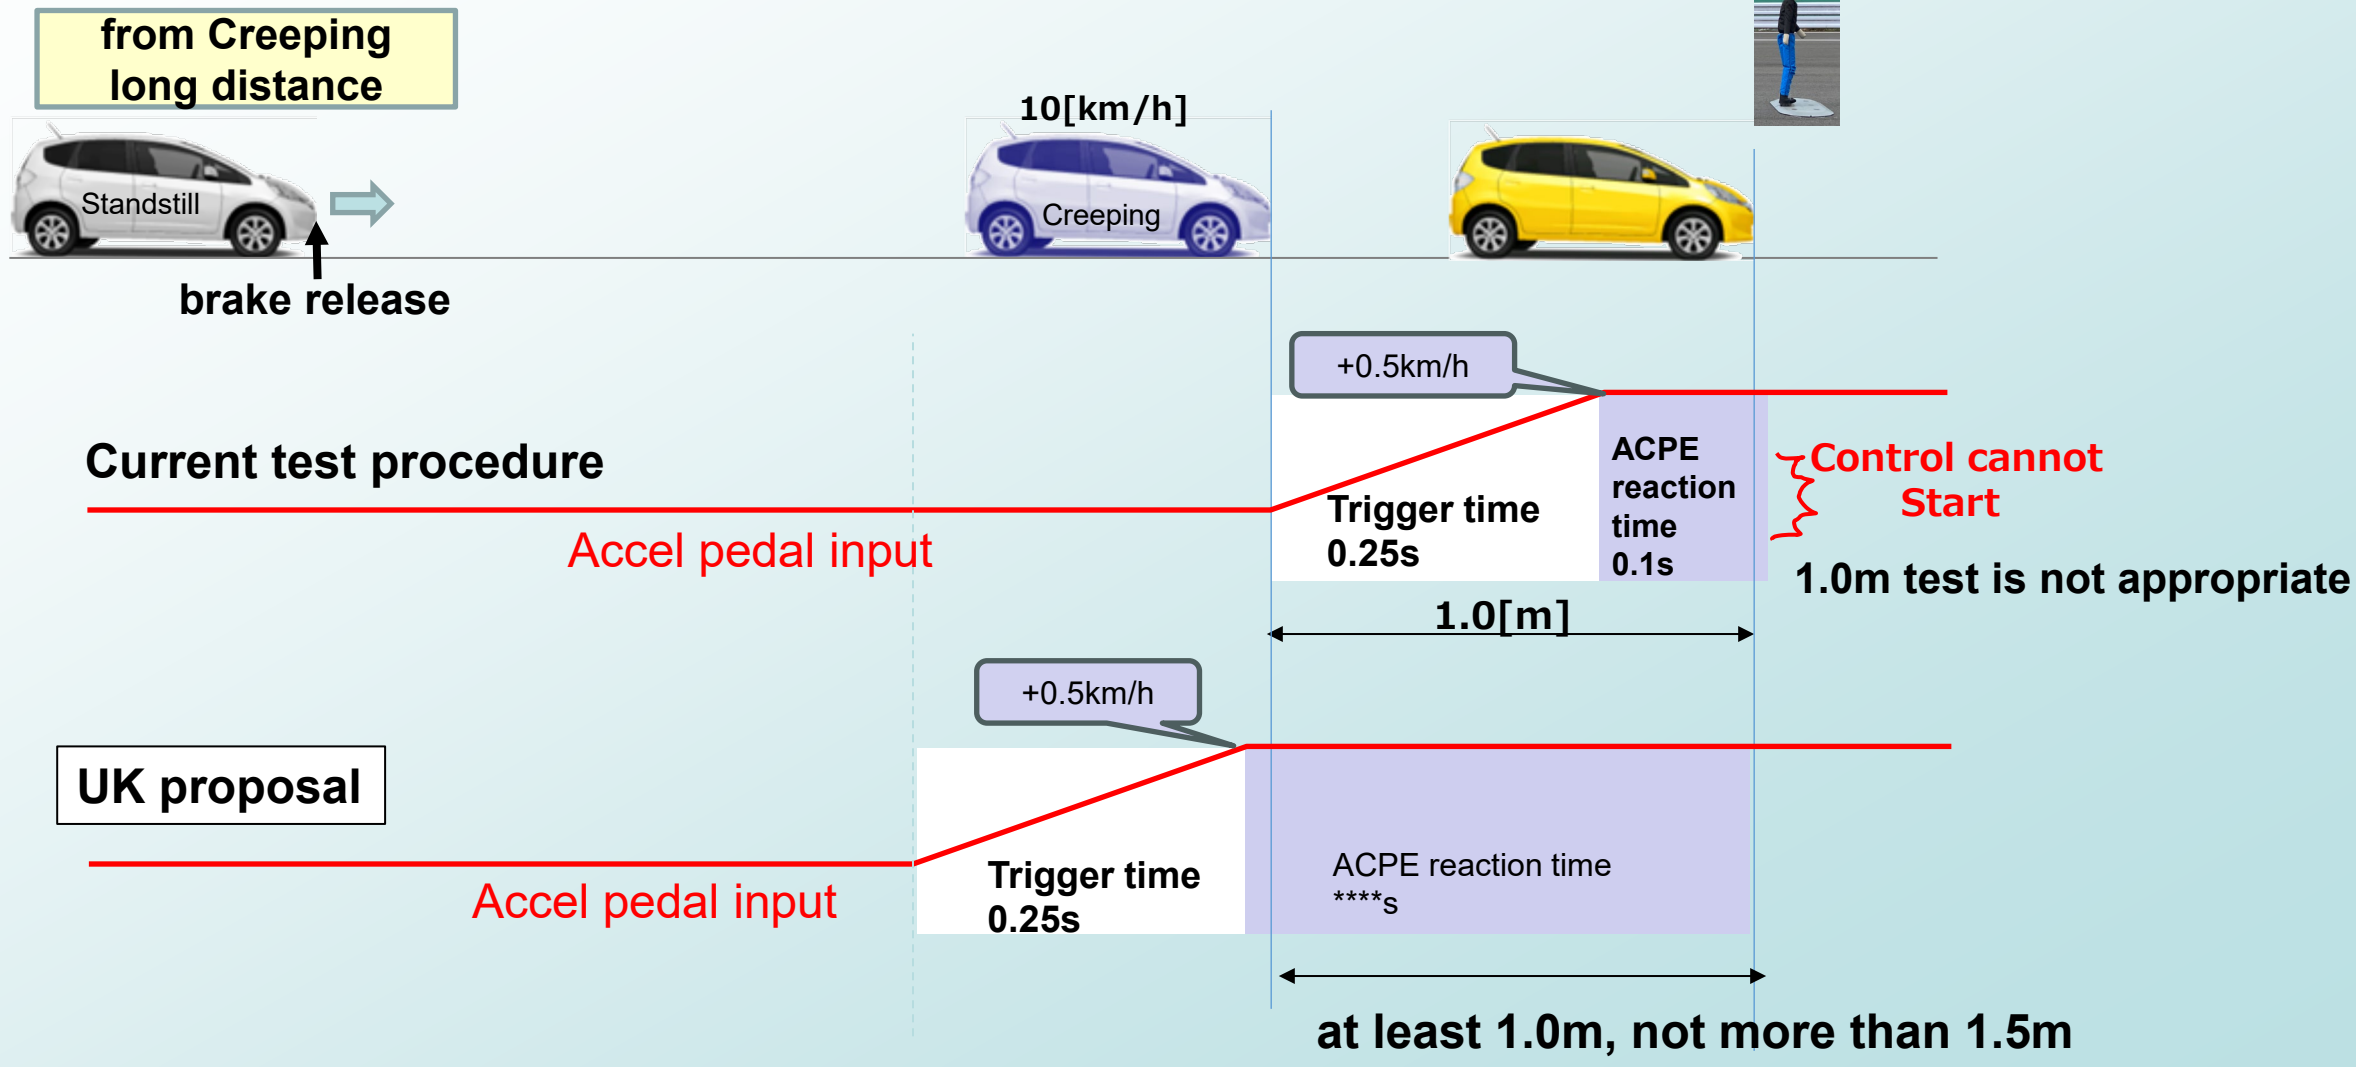 from Creeping
long distance
10[km/h]
Standstill
Creeping
brake release
+0.5km/h
Current test procedure
Accel pedal input
Trigger time
0.25s
ACPE
reaction
time
0.1s
Control cannot
Start
1.0m test is not appropriate
1.0[m]
+0.5km/h
UK proposal
Accel pedal input
Trigger time
0.25s
ACPE reaction time
****s
at least 1.0m, not more than 1.5m